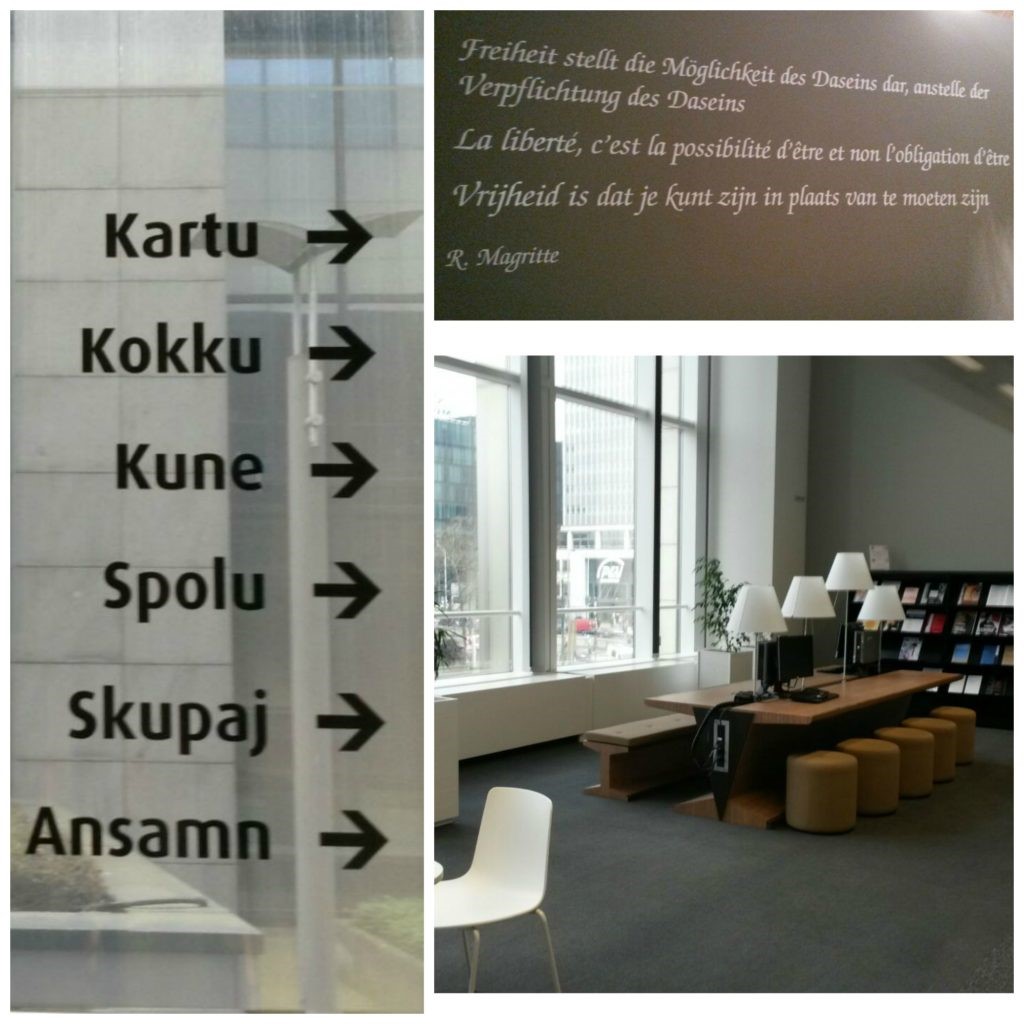 Kartu →
Kokku →
Kune →
Spolu →
Skupaj →
Ansamn →
Freiheit stellt die Möglichkeit des Daseins dar, anstelle der
Verpflichtung des Daseins
La liberté, c'est la possibilité d'être et non l'obligation d'être
Vrijheid is dat je kunt zijn in plaats van te moeten zijn
R. Magritte